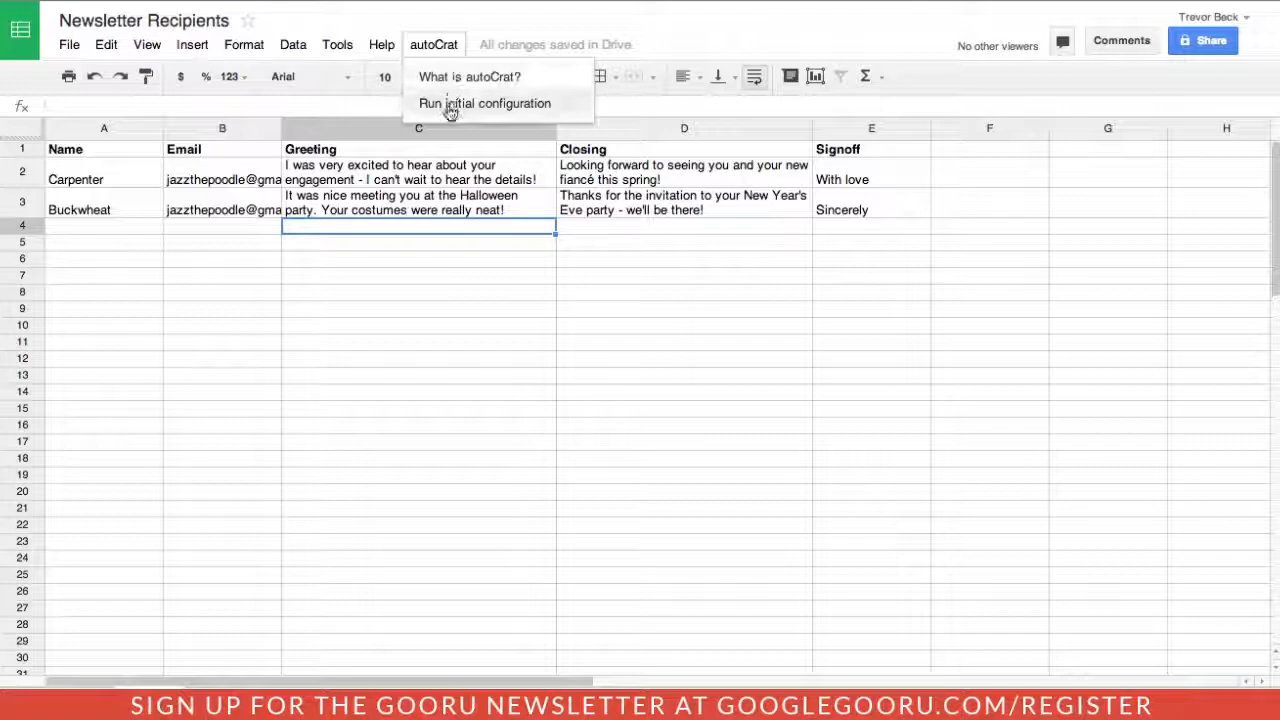 Newsletter Recipients
Trevor Beck
File Edit View Insert Format Data Tools Help autoCrat All changes saved in Drive
No other viewers
Comments
Share
$ % 123 Arial 10
What is autoCrat?
Run initial configuration
fx
A B C D E F G H
1 Name Email Greeting Closing Signoff
2 Carpenter jazzthepoodle@gma
I was very excited to hear about your
engagement - I can't wait to hear the details!
Looking forward to seeing you and your new
fiancé this spring!
With love
3 Buckwheat jazzthepoodle@gma
It was nice meeting you at the Halloween
party. Your costumes were really neat!
Thanks for the invitation to your New Year's
Eve party - we'll be there!
Sincerely
4
5
6
7
8
9
10
11
12
13
14
15
16
17
18
19
20
21
22
23
24
25
26
27
28
29
30
31
SIGN UP FOR THE GOORU NEWSLETTER AT GOOGLEGOORU.COM/REGISTER